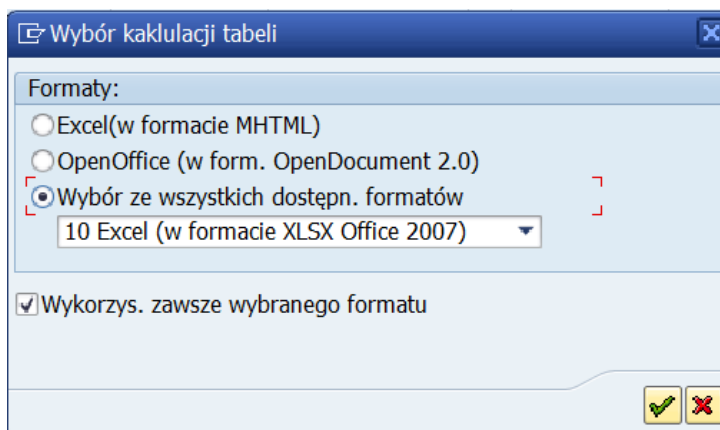 Wybór kaklulacji tabeli
Formaty:
Excel(w formacie MHTML)
OpenOffice (w form. OpenDocument 2.0)
Wybór ze wszystkich dostępn. formatów
10 Excel (w formacie XLSX Office 2007)
Wykorzys. zawsze wybranego formatu